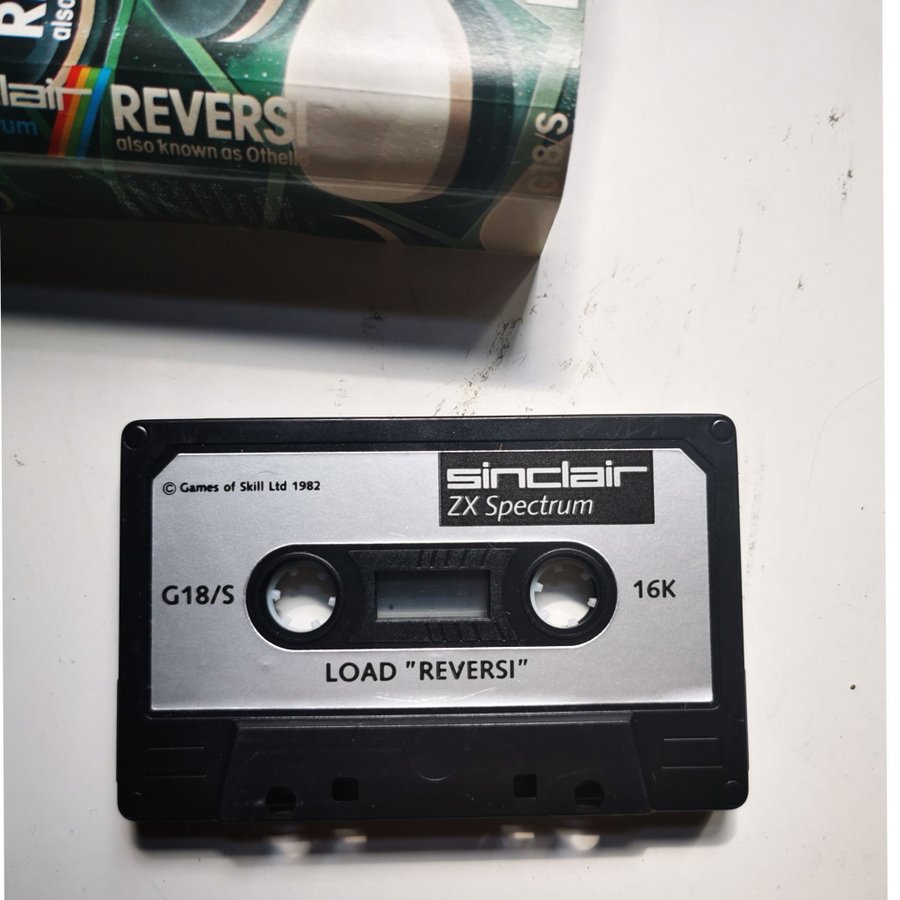 REVERSI
also known as Othello
G18/S
© Games of Skill Ltd 1982
sinclair
ZX Spectrum
G18/S
16K
LOAD "REVERSI"